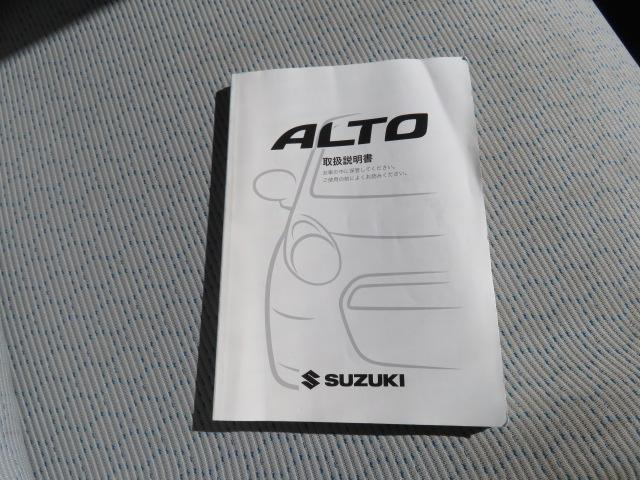 ALTO
取扱説明書
お車の中に保管してください。
ご使用の前によくお読みください。
SUZUKI